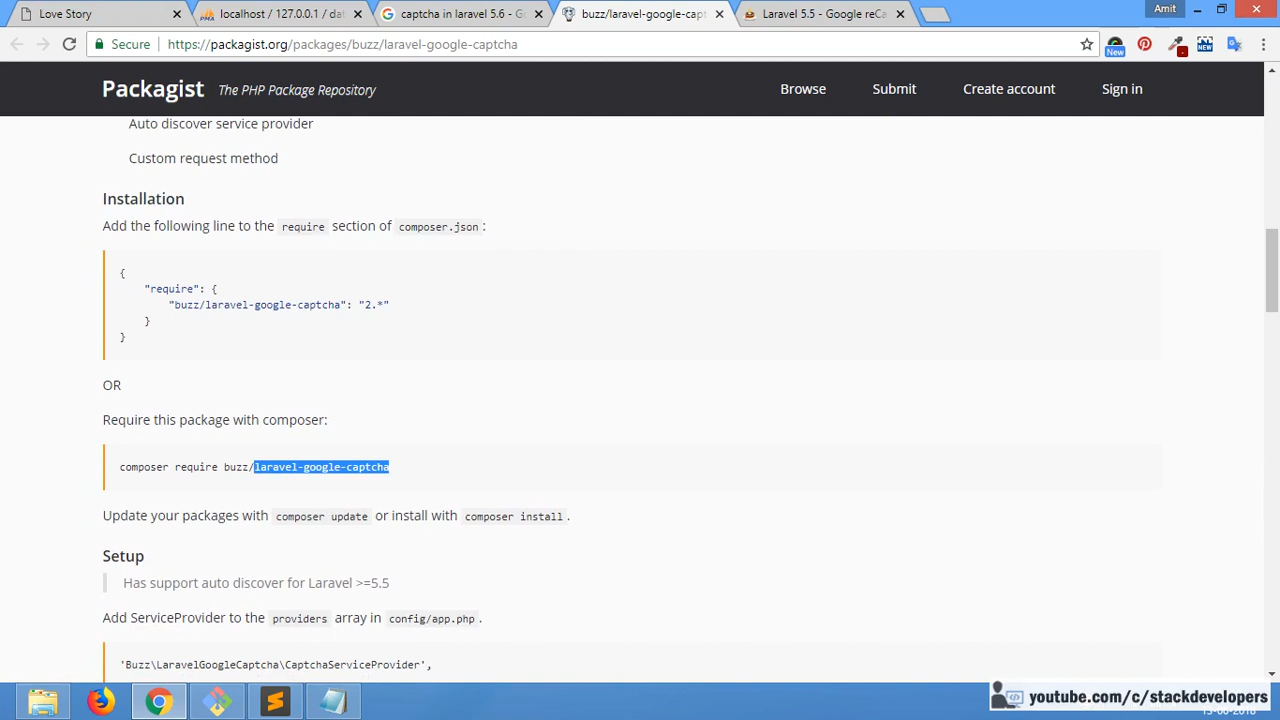 Love Story
localhost / 127.0.0.1 / dat
captcha in laravel 5.6 - Go
buzz/laravel-google-capt
Laravel 5.5 - Google reCa
Amit
Secure
https://packagist.org/packages/buzz/laravel-google-captcha
New
NEW
Packagist
The PHP Package Repository
Browse
Submit
Create account
Sign in
Auto discover service provider
Custom request method
Installation
Add the following line to the require section of composer.json:
{
"require": {
"buzz/laravel-google-captcha": "2.*"
}
}
OR
Require this package with composer:
composer require buzz/laravel-google-captcha
Update your packages with composer update or install with composer install.
Setup
Has support auto discover for Laravel >=5.5
Add ServiceProvider to the providers array in config/app.php.
'Buzz\LaravelGoogleCaptcha\CaptchaServiceProvider',
youtube.com/c/stackdevelopers